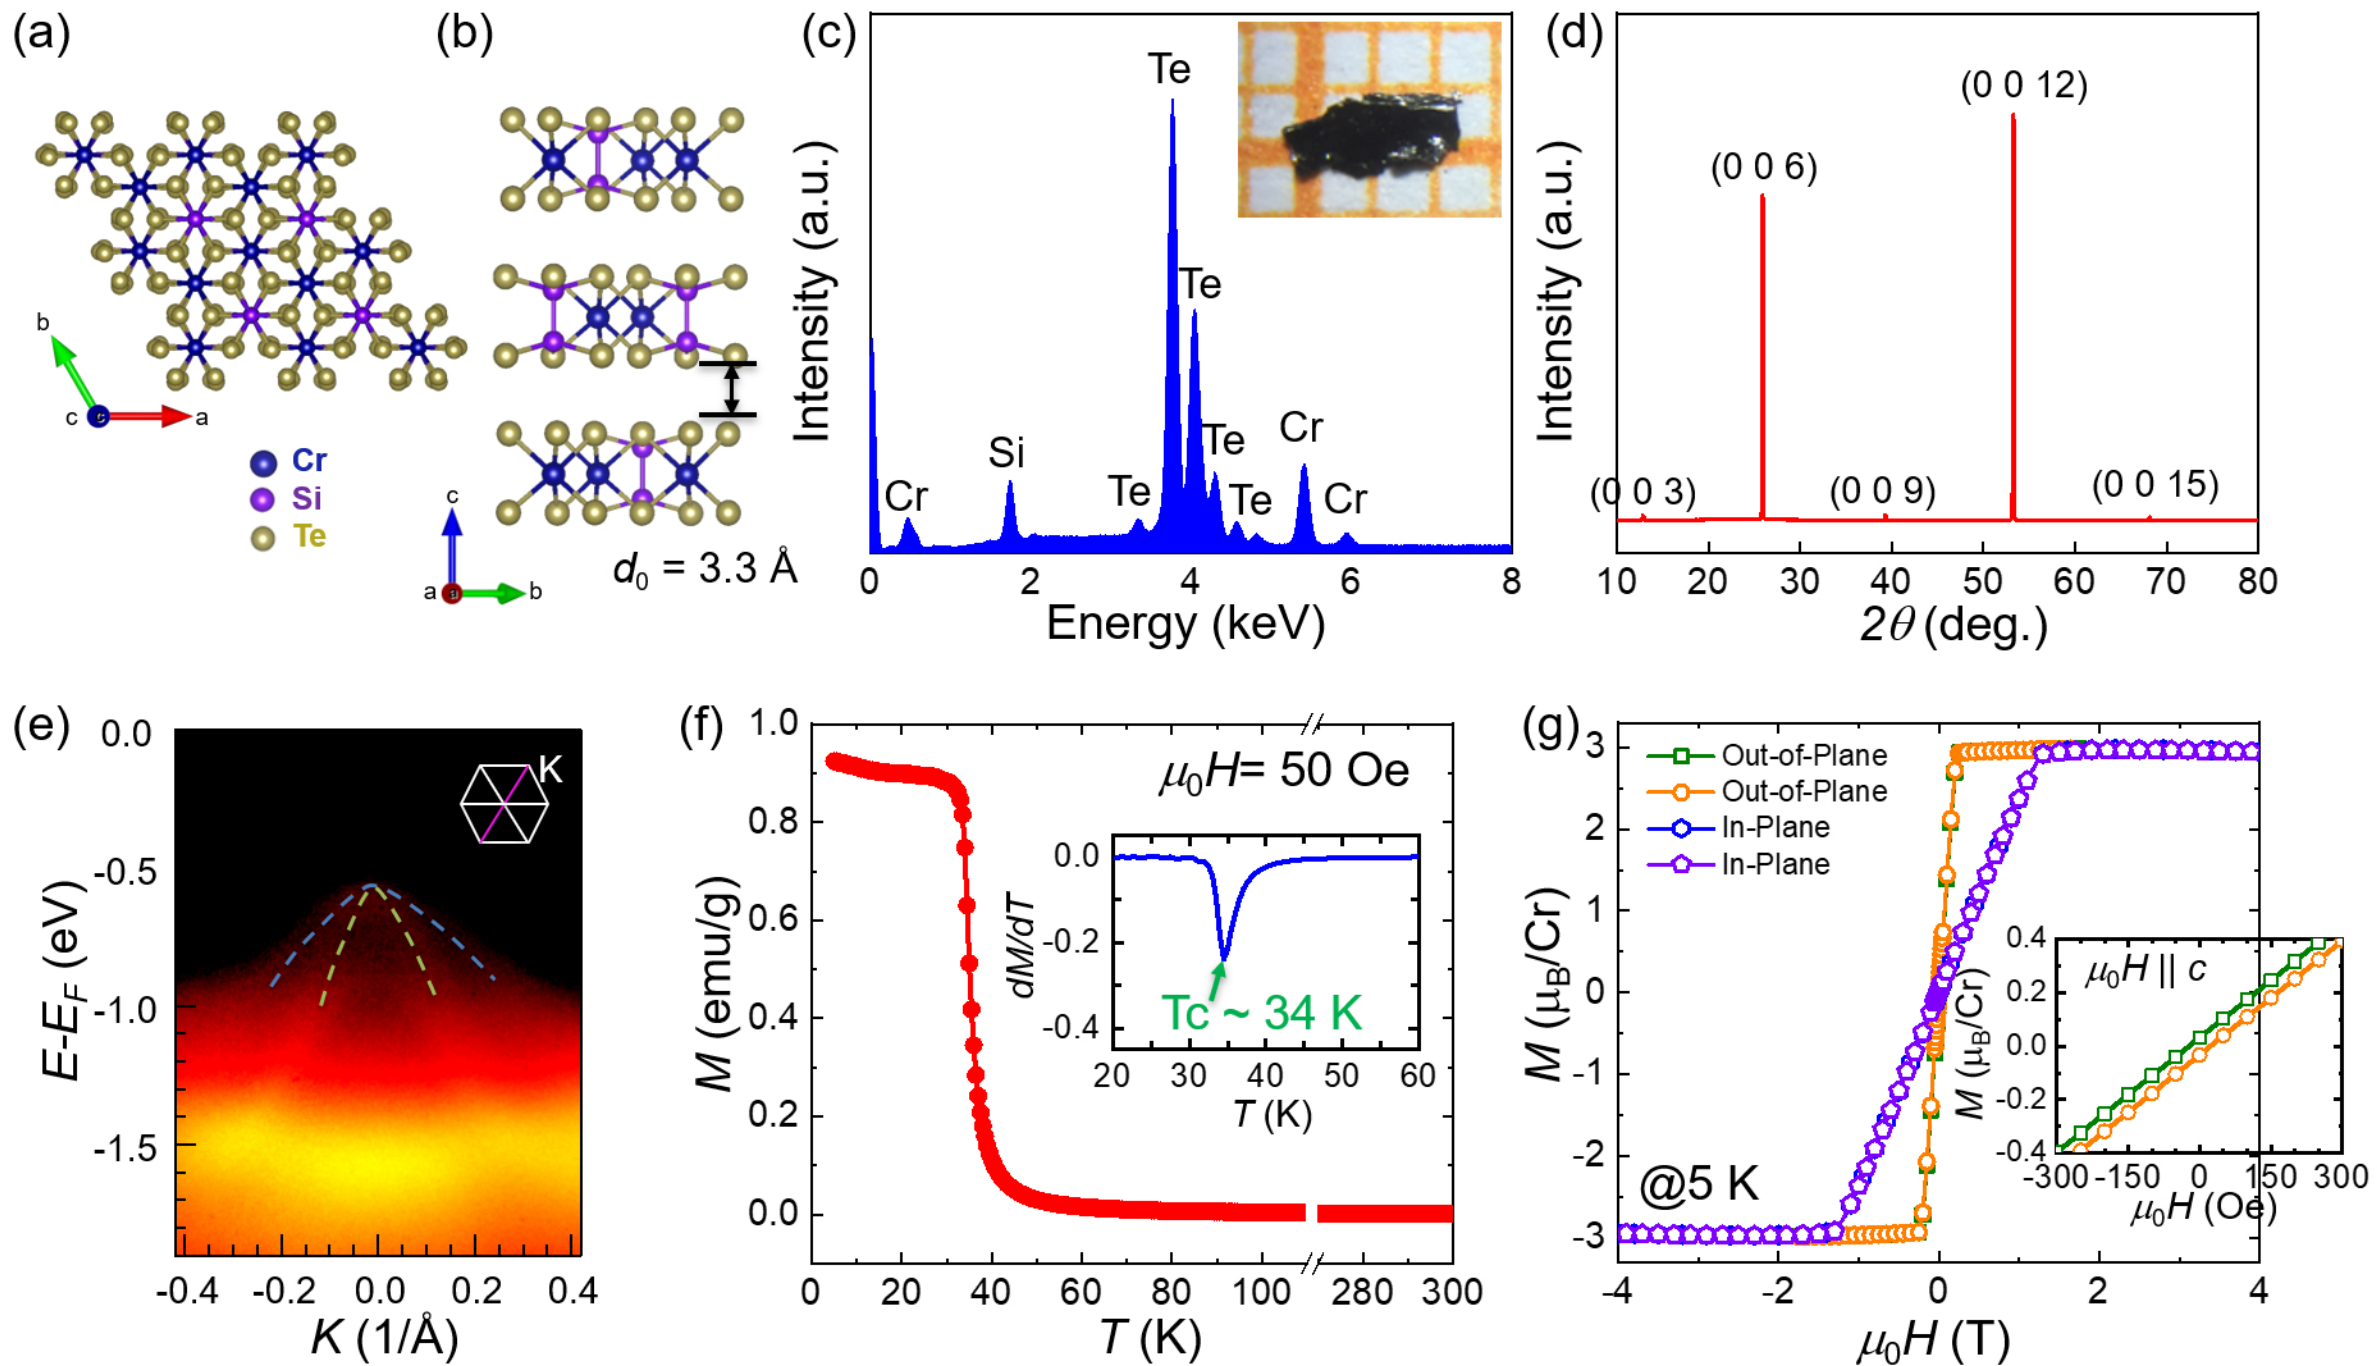 (a)
b
c
c
a
Cr
Si
Te
(b)
c
a
a
b
d0 = 3.3 Å
(c)
Intensity (a.u.)
Te
Te
Te
Te
Te
Cr
Si
Cr
Cr
0 2 4 6 8
Energy (keV)
(d)
Intensity (a.u.)
(0 0 3)
(0 0 6)
(0 0 9)
(0 0 12)
(0 0 15)
10 20 30 40 50 60 70 80
2θ (deg.)
(e)
0.0
-0.5
-1.0
-1.5
E-EF (eV)
K
-0.4 -0.2 0.0 0.2 0.4
K (1/Å)
(f)
1.0
0.8
0.6
0.4
0.2
0.0
M (emu/g)
μ0H= 50 Oe
0.0
-0.2
-0.4
dM/dT
Tc ~ 34 K
20 30 40 50 60
T (K)
0 20 40 60 80 100 280 300
T (K)
(g)
3
2
1
0
-1
-2
-3
M (μB/Cr)
Out-of-Plane
Out-of-Plane
In-Plane
In-Plane
@5 K
μ0H || c
0.4
0.2
0.0
-0.2
-0.4
M (μB/Cr)
-300 -150 0 150 300
μ0H (Oe)
-4 -2 0 2 4
μ0H (T)